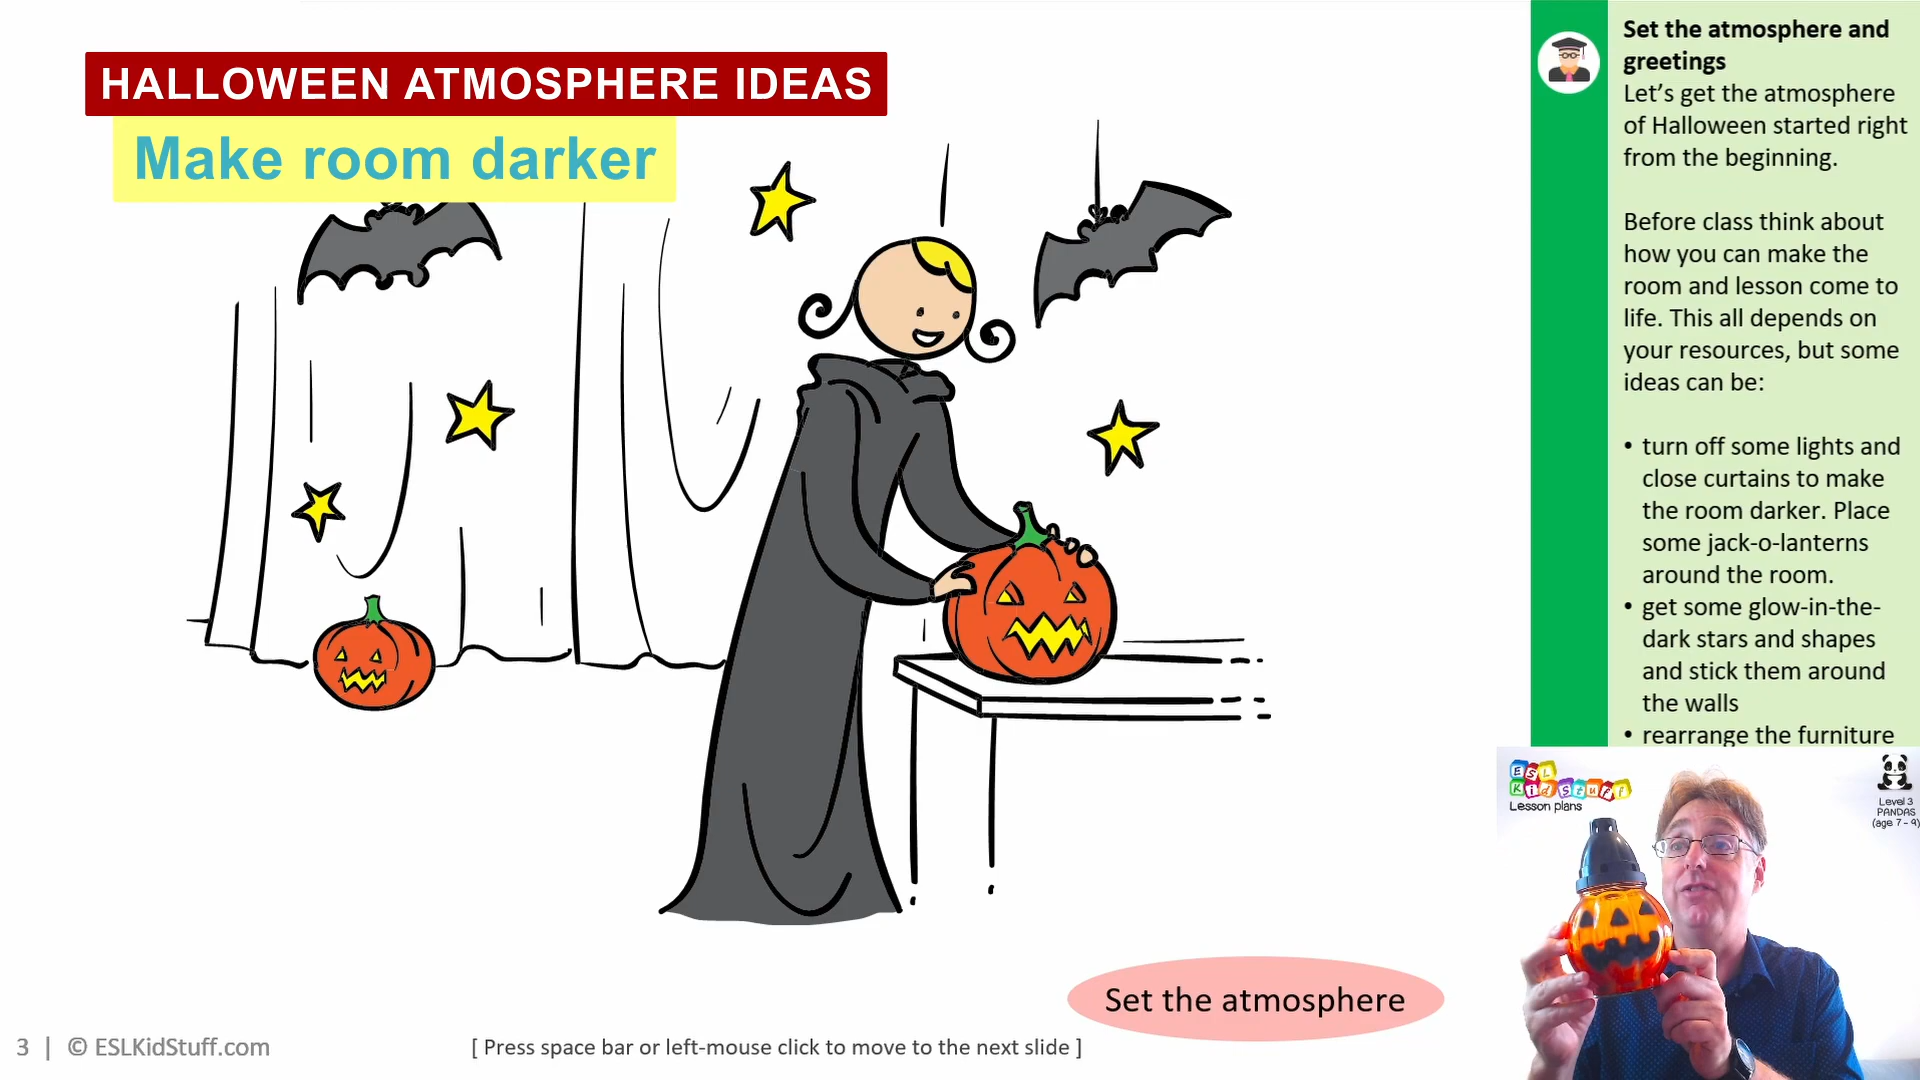 HALLOWEEN ATMOSPHERE IDEAS
Make room darker
Set the atmosphere and
greetings
Let’s get the atmosphere
of Halloween started right
from the beginning.
Before class think about
how you can make the
room and lesson come to
life. This all depends on
your resources, but some
ideas can be:
• turn off some lights and
close curtains to make
the room darker. Place
some jack-o-lanterns
around the room.
• get some glow-in-the-
dark stars and shapes
and stick them around
the walls
• rearrange the furniture
ESL
KidStuff
Lesson plans
Level 3
PANDAS
(age 7 - 9)
Set the atmosphere
3 | © ESLKidStuff.com
[ Press space bar or left-mouse click to move to the next slide ]